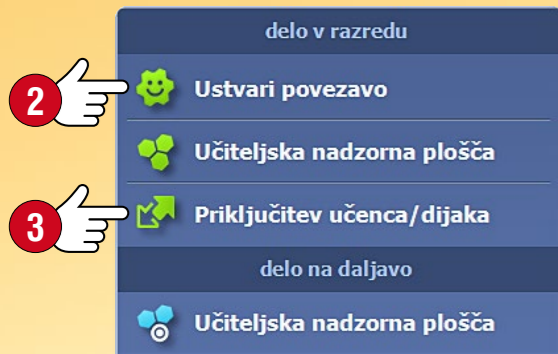 delo v razredu
2
Ustvari povezavo
Učiteljska nadzorna plošča
3
Priključitev učenca/dijaka
delo na daljavo
Učiteljska nadzorna plošča